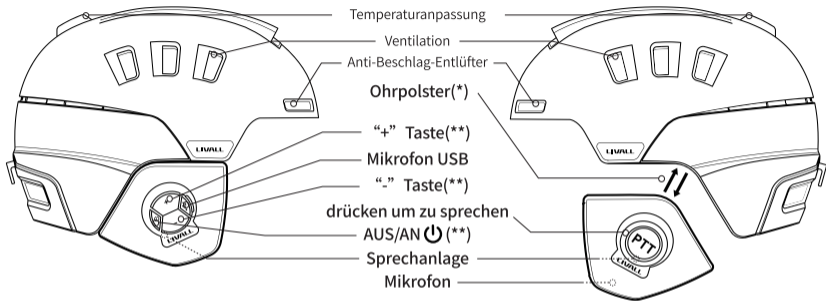 Temperaturanpassung
Ventilation
Anti-Beschlag-Entlüfter
Ohrpolster(*)
“+” Taste(**)
Mikrofon USB
“-” Taste(**)
drücken um zu sprechen
AUS/AN ⏻ (**)
Sprechanlage
Mikrofon
LIVALL
LIVALL
LIVALL
PTT
LIVALL